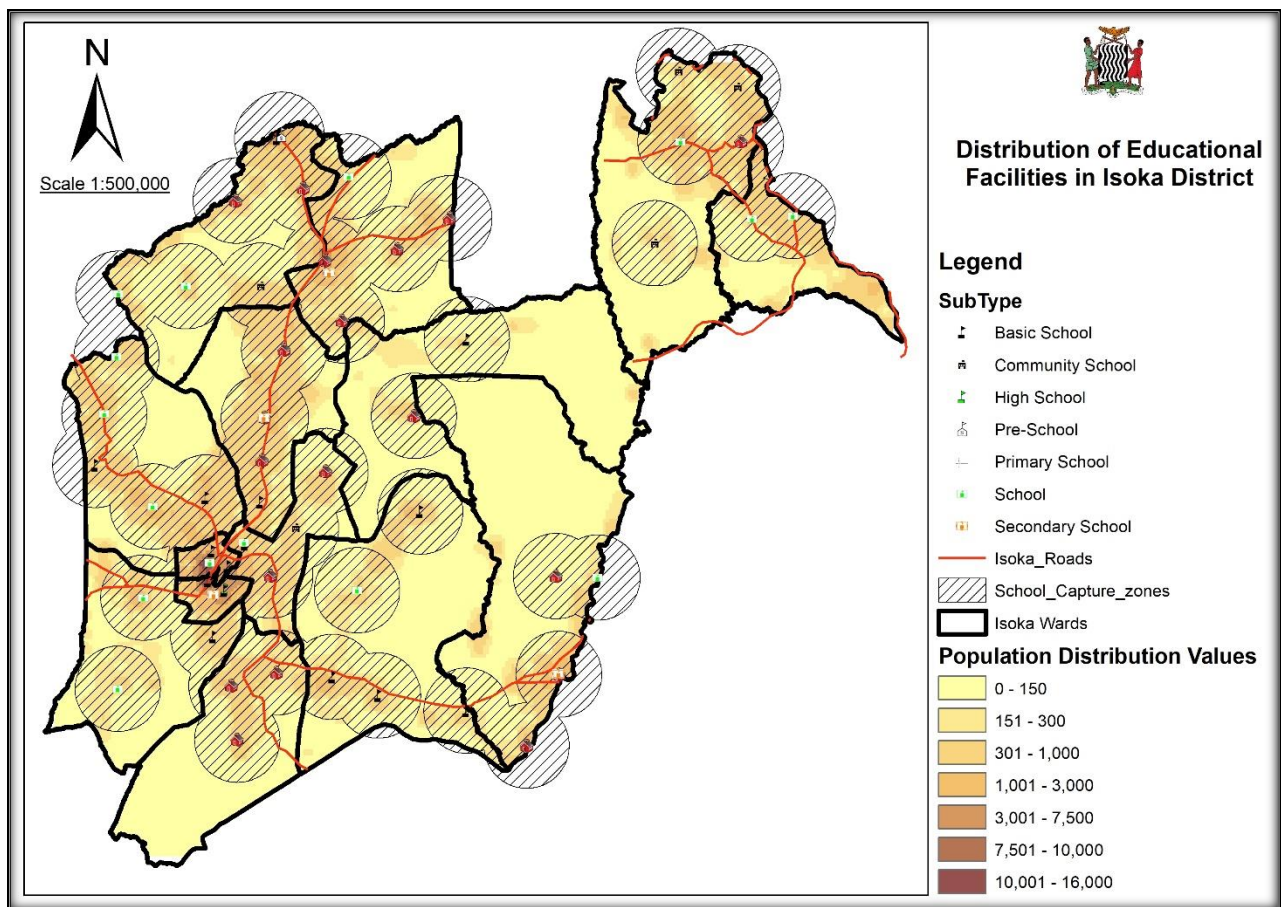 N
Scale 1:500,000
Distribution of Educational
Facilities in Isoka District
Legend
SubType
Basic School
Community School
High School
Pre-School
Primary School
School
Secondary School
Isoka_Roads
School_Capture_zones
Isoka Wards
Population Distribution Values
0 - 150
151 - 300
301 - 1,000
1,001 - 3,000
3,001 - 7,500
7,501 - 10,000
10,001 - 16,000